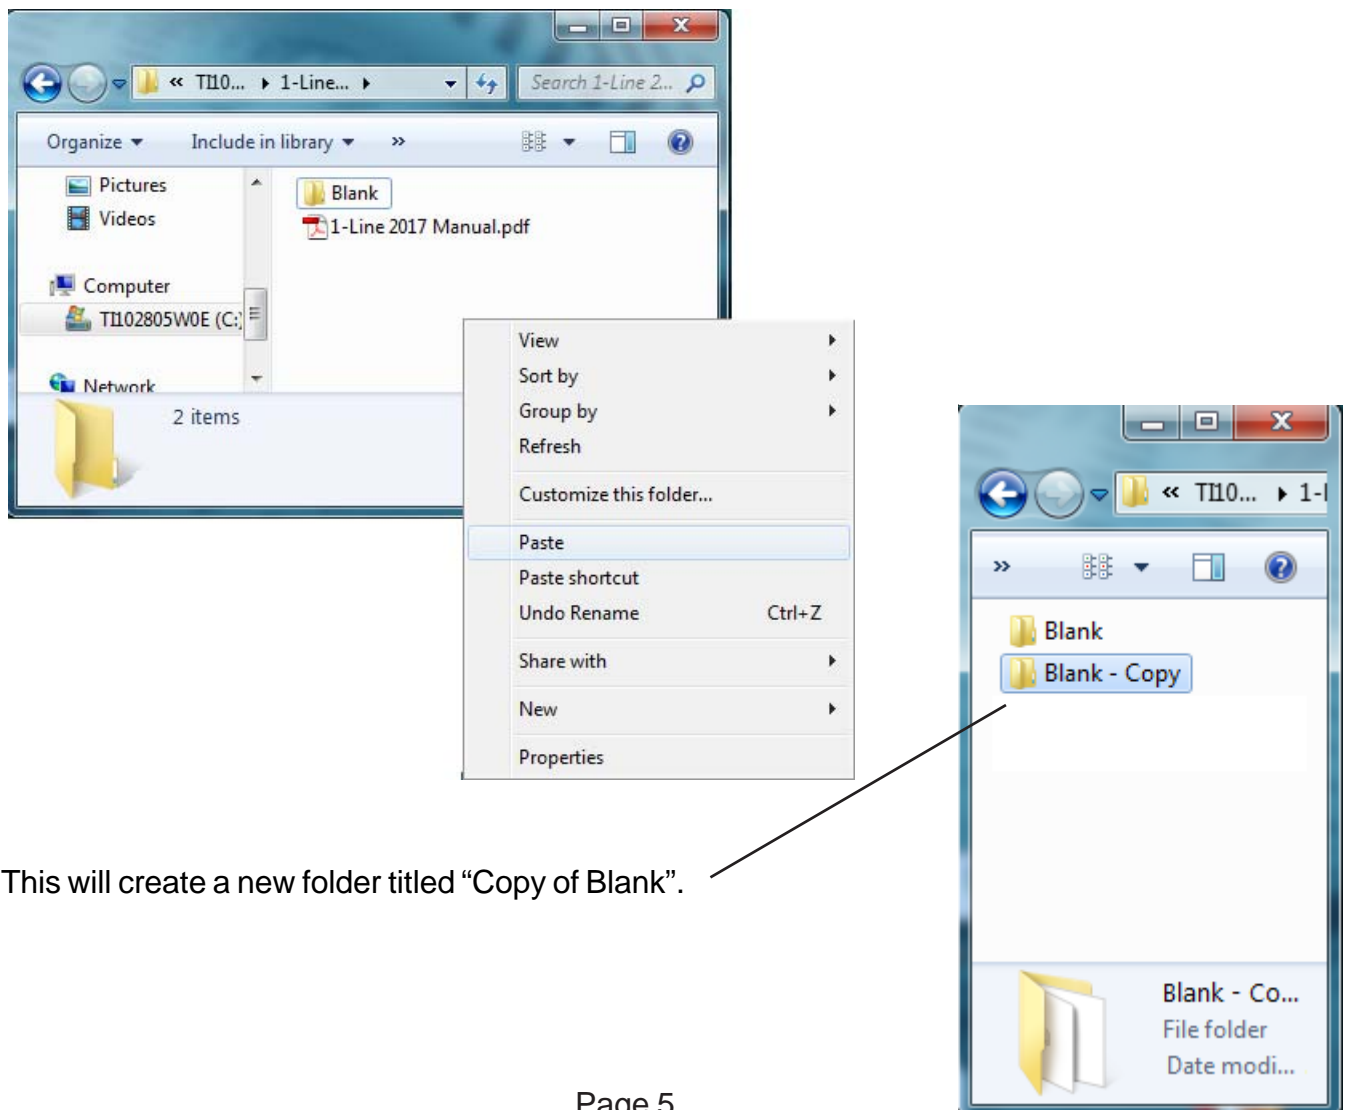 « TI10... ▸ 1-Line... ▸
Search 1-Line 2...
Organize Include in library »
Pictures
Videos
Computer
TI102805W0E (C:)
Network
Blank
1-Line 2017 Manual.pdf
2 items
View
Sort by
Group by
Refresh
Customize this folder...
Paste
Paste shortcut
Undo Rename Ctrl+Z
Share with
New
Properties
« TI10... ▸ 1-
»
Blank
Blank - Copy
Blank - Co...
File folder
Date modi...
This will create a new folder titled “Copy of Blank”.
Page 5